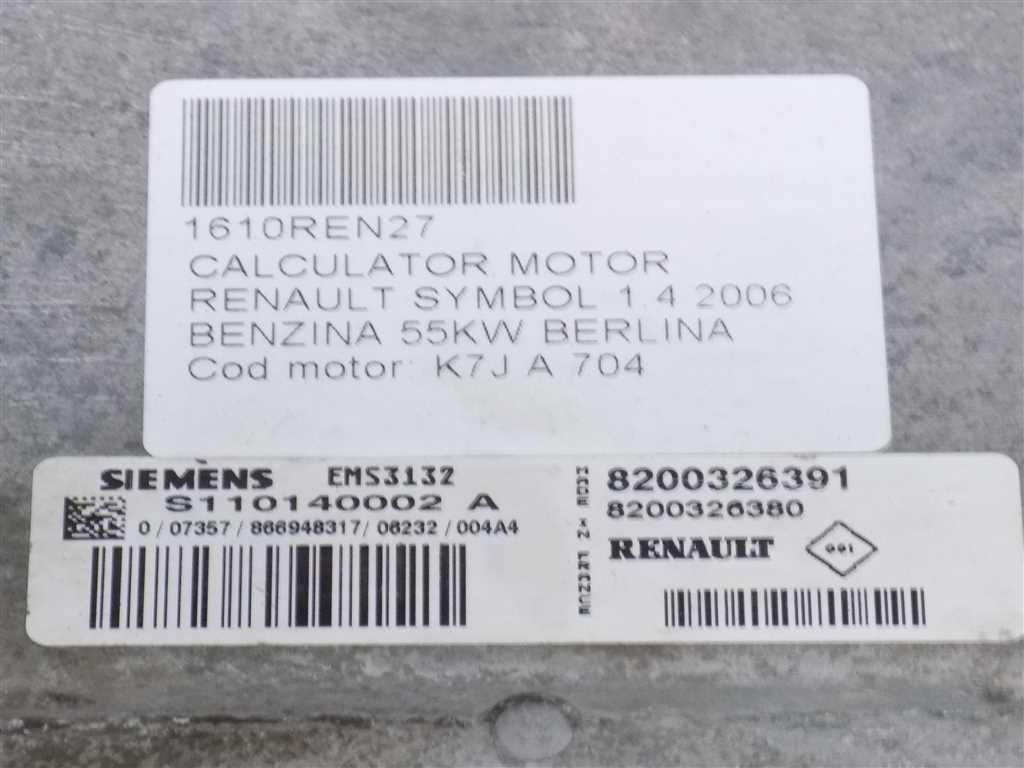 1610REN27
CALCULATOR MOTOR
RENAULT SYMBOL 1.4 2006
BENZINA 55KW BERLINA
Cod motor: K7J A 704
SIEMENS EMS3132
S110140002 A
0 / 07357 / 866948317 / 06232 / 004A4
MADE IN FRANCE
8200326391
8200326380
RENAULT